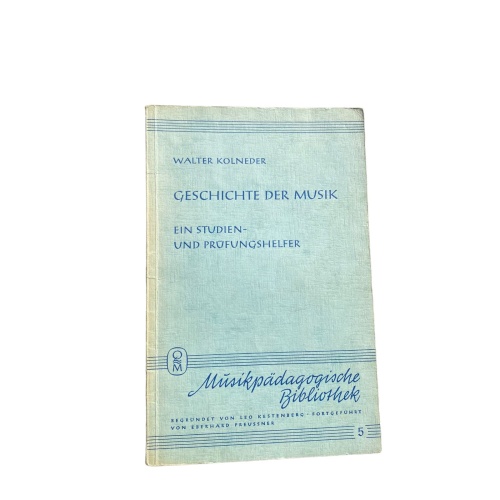 WALTER KOLNEDER
GESCHICHTE DER MUSIK
EIN STUDIEN-
UND PRÜFUNGSHELFER
Musikpädagogische
Bibliothek
BEGRÜNDET VON LEO KESTENBERG · FORTGEFÜHRT
VON EBERHARD PREUSSNER
5